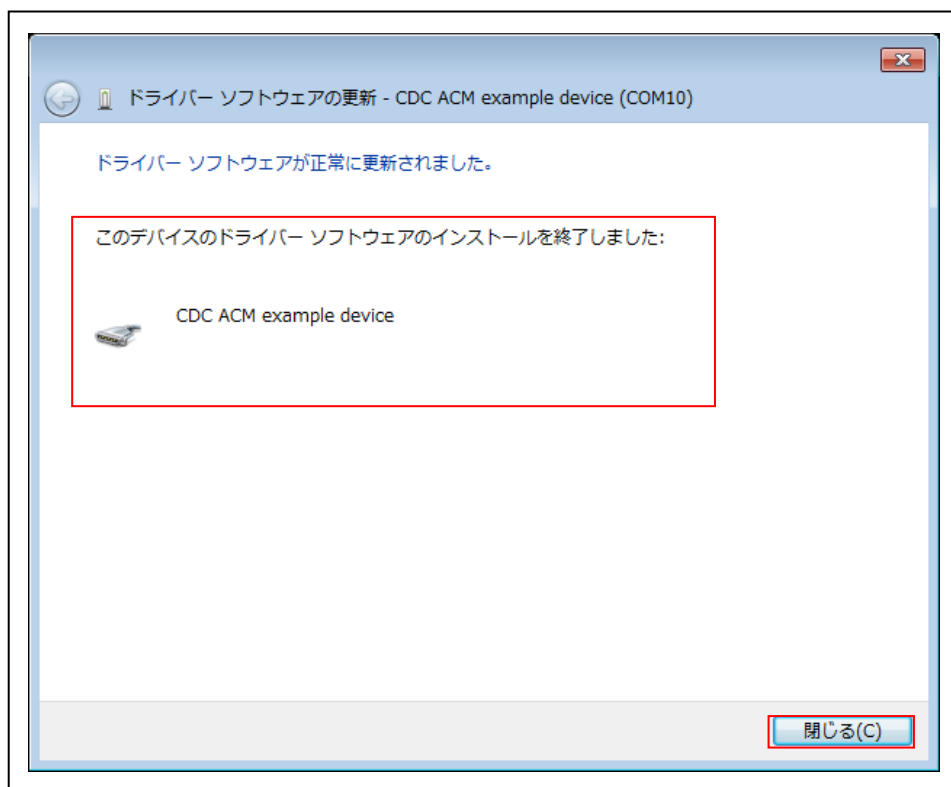 ドライバー ソフトウェアの更新 - CDC ACM example device (COM10)
ドライバー ソフトウェアが正常に更新されました。
このデバイスのドライバー ソフトウェアのインストールを終了しました:
CDC ACM example device
閉じる(C)